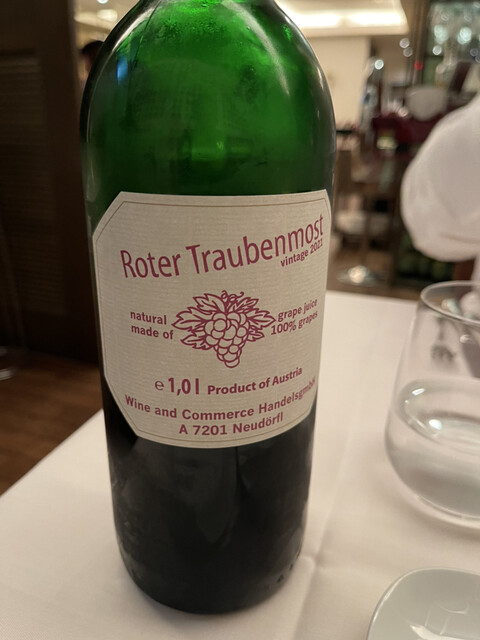 Roter Traubenmost
vintage 2021
natural grape juice
made of 100% grapes
℮ 1,0 l Product of Austria
Wine and Commerce Handelsgmbh
A 7201 Neudörfl